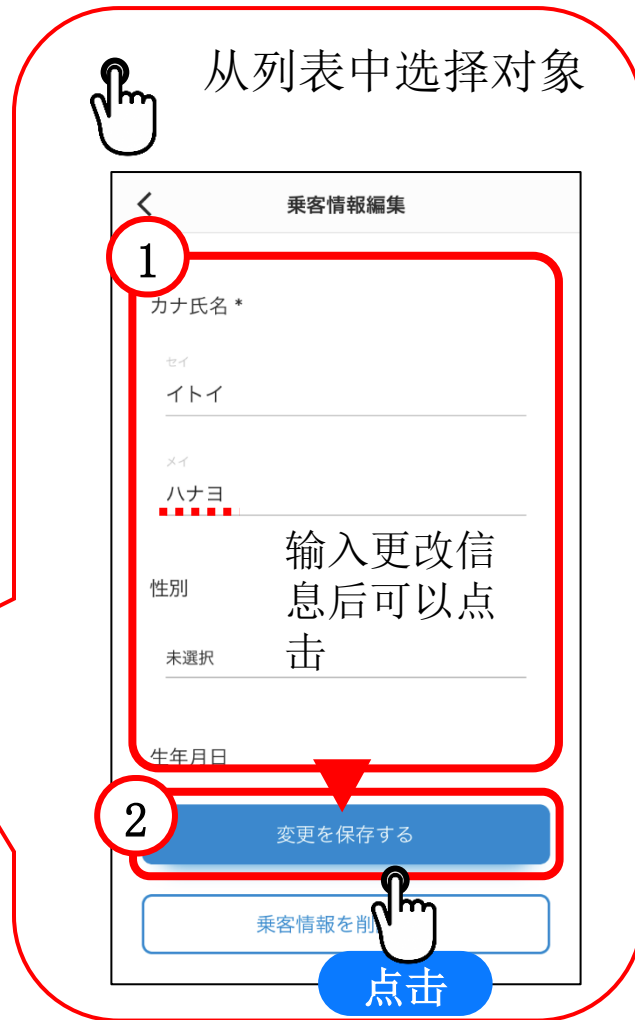 从列表中选择对象
乗客情報編集
1
カナ氏名 *
セイ
イトイ
メイ
ハナヨ
输入更改信
息后可以点
击
性別
未選択
生年月日
2
変更を保存する
乗客情報を削
点击